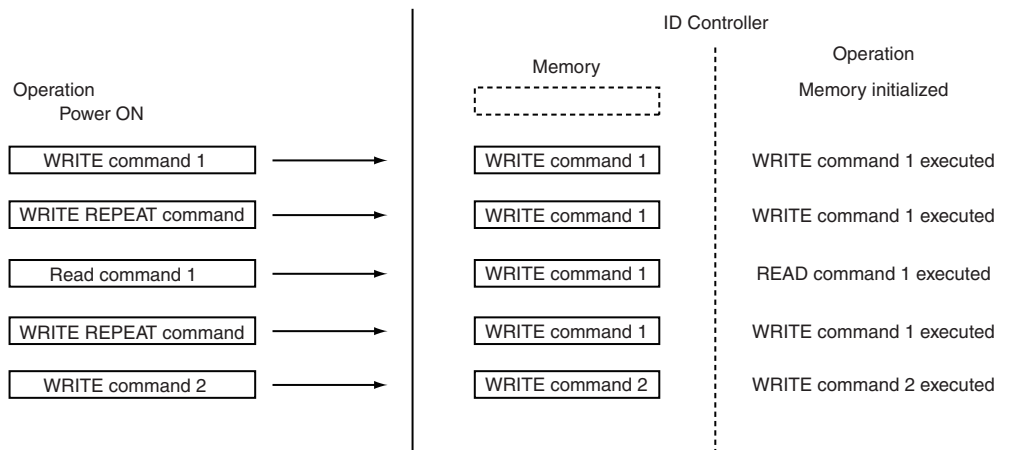 ID Controller
Operation
Memory
Operation
Memory initialized
Power ON
WRITE command 1
WRITE command 1
WRITE command 1 executed
WRITE REPEAT command
WRITE command 1
WRITE command 1 executed
Read command 1
WRITE command 1
READ command 1 executed
WRITE REPEAT command
WRITE command 1
WRITE command 1 executed
WRITE command 2
WRITE command 2
WRITE command 2 executed